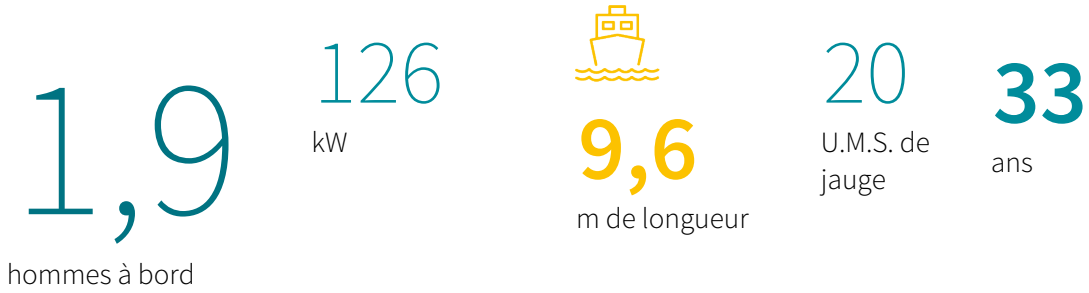 1,9
hommes à bord
126
kW
9,6
m de longueur
20
U.M.S. de
jauge
33
ans